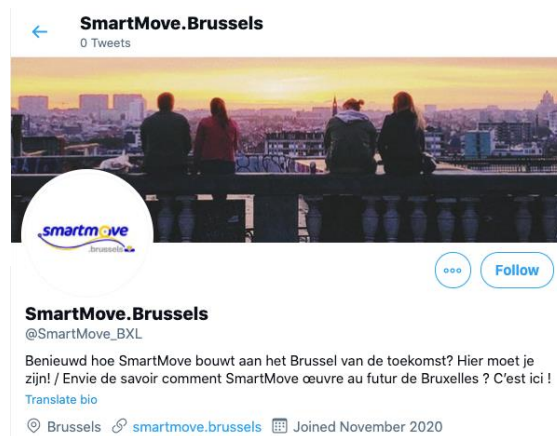 SmartMove.Brussels
0 Tweets
smartmove
.brussels
Follow
SmartMove.Brussels
@SmartMove_BXL
Benieuwd hoe SmartMove bouwt aan het Brussel van de toekomst? Hier moet je
zijn! / Envie de savoir comment SmartMove œuvre au futur de Bruxelles ? C'est ici !
Translate bio
Brussels smartmove.brussels Joined November 2020